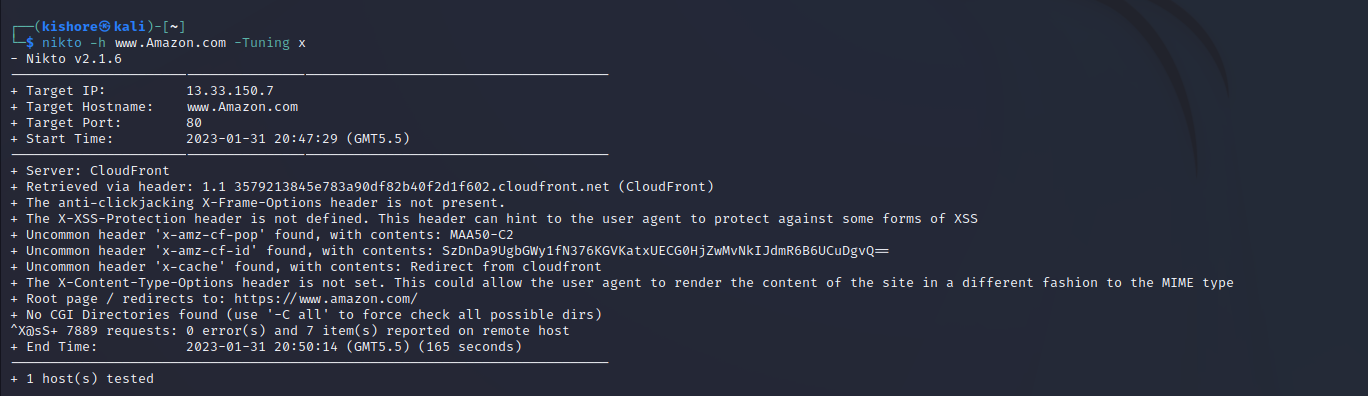 ┌──(kishore㉿kali)-[~]
└─$ nikto -h www.Amazon.com -Tuning x
- Nikto v2.1.6
---------------------------------------------------------------------------
+ Target IP:          13.33.150.7
+ Target Hostname:    www.Amazon.com
+ Target Port:        80
+ Start Time:         2023-01-31 20:47:29 (GMT5.5)
---------------------------------------------------------------------------
+ Server: CloudFront
+ Retrieved via header: 1.1 3579213845e783a90df82b40f2d1f602.cloudfront.net (CloudFront)
+ The anti-clickjacking X-Frame-Options header is not present.
+ The X-XSS-Protection header is not defined. This header can hint to the user agent to protect against some forms of XSS
+ Uncommon header 'x-amz-cf-pop' found, with contents: MAA50-C2
+ Uncommon header 'x-amz-cf-id' found, with contents: SzDnDa9UgbGWy1fN376KGVKatxUECG0HjZwMvNkIJdmR6B6UCuDgvQ==
+ Uncommon header 'x-cache' found, with contents: Redirect from cloudfront
+ The X-Content-Type-Options header is not set. This could allow the user agent to render the content of the site in a different fashion to the MIME type
+ Root page / redirects to: https://www.amazon.com/
+ No CGI Directories found (use '-C all' to force check all possible dirs)
^X@sS+ 7889 requests: 0 error(s) and 7 item(s) reported on remote host
+ End Time:           2023-01-31 20:50:14 (GMT5.5) (165 seconds)
---------------------------------------------------------------------------
+ 1 host(s) tested